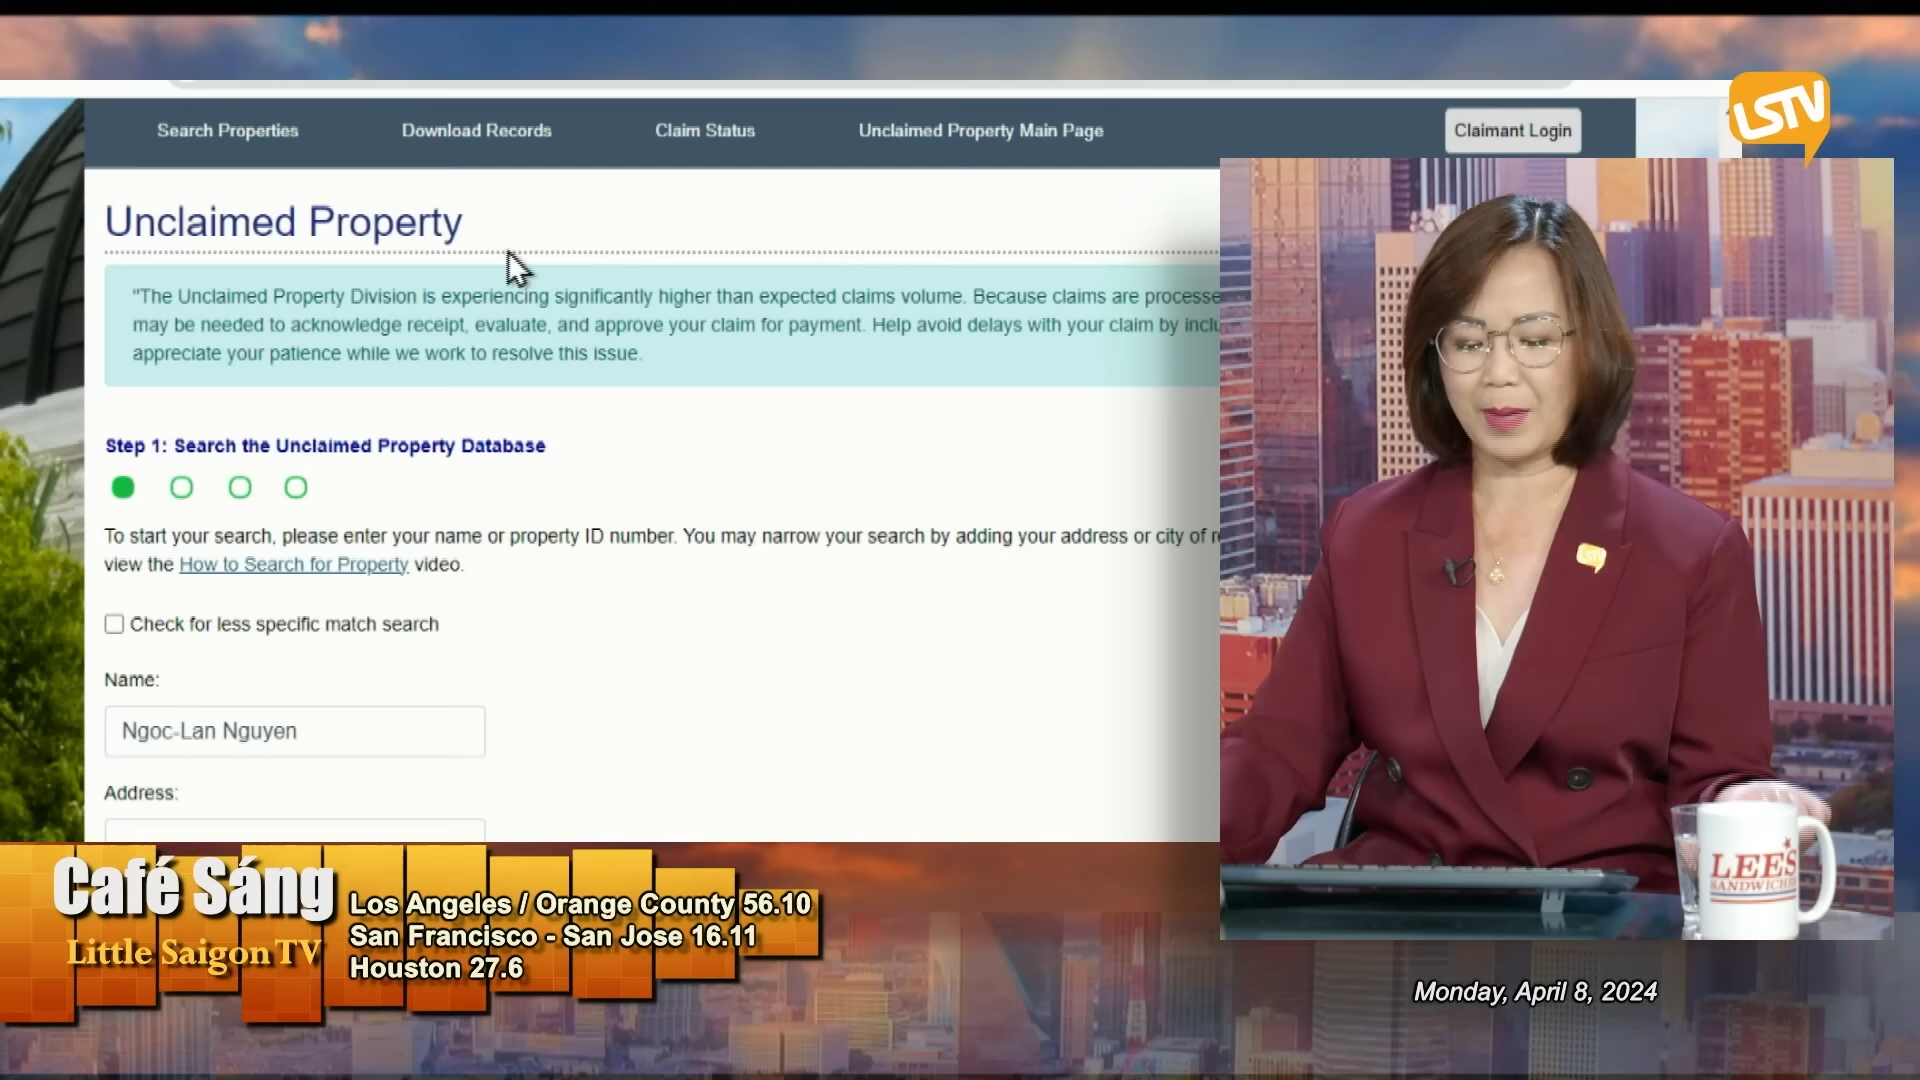 LSTV
Search Properties
Download Records
Claim Status
Unclaimed Property Main Page
Claimant Login
Unclaimed Property
"The Unclaimed Property Division is experiencing significantly higher than expected claims volume. Because claims are
may be needed to acknowledge receipt, evaluate, and approve your claim for payment. Help avoid delays with your claim by
appreciate your patience while we work to resolve this issue.
Step 1: Search the Unclaimed Property Database
To start your search, please enter your name or property ID number. You may narrow your search by adding your address or city of
view the How to Search for Property video.
Check for less specific match search
Name:
Ngoc-Lan Nguyen
Address:
LEE'S
SANDWICHES
Café Sáng
Little Saigon TV
Los Angeles / Orange County 56.10
San Francisco - San Jose 16.11
Houston 27.6
Monday, April 8, 2024